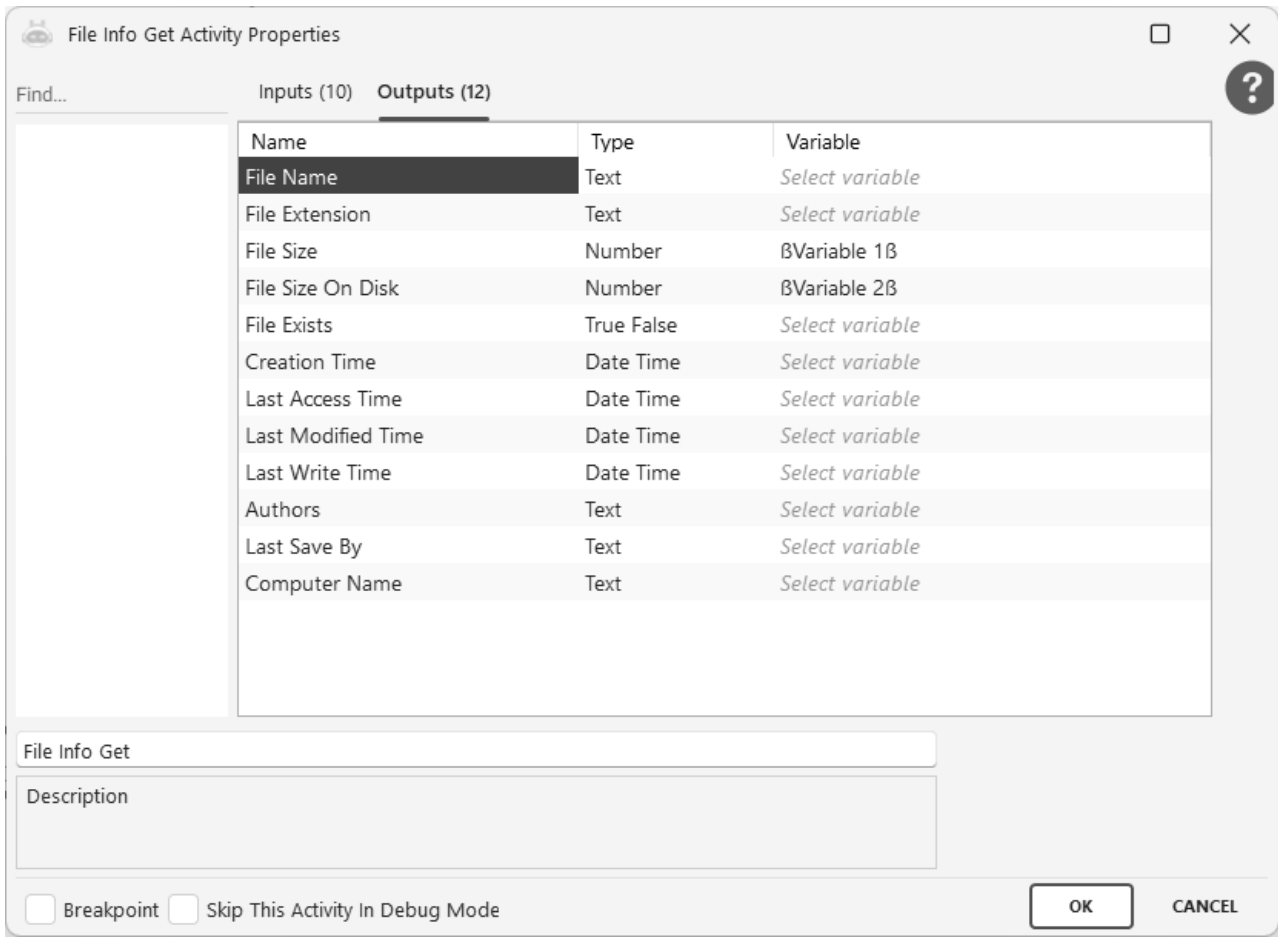 File Info Get Activity Properties
Find...
Inputs (10) Outputs (12)
?
Name Type Variable
File Name Text Select variable
File Extension Text Select variable
File Size Number ßVariable 1ß
File Size On Disk Number ßVariable 2ß
File Exists True False Select variable
Creation Time Date Time Select variable
Last Access Time Date Time Select variable
Last Modified Time Date Time Select variable
Last Write Time Date Time Select variable
Authors Text Select variable
Last Save By Text Select variable
Computer Name Text Select variable
File Info Get
Description
Breakpoint Skip This Activity In Debug Mode OK CANCEL